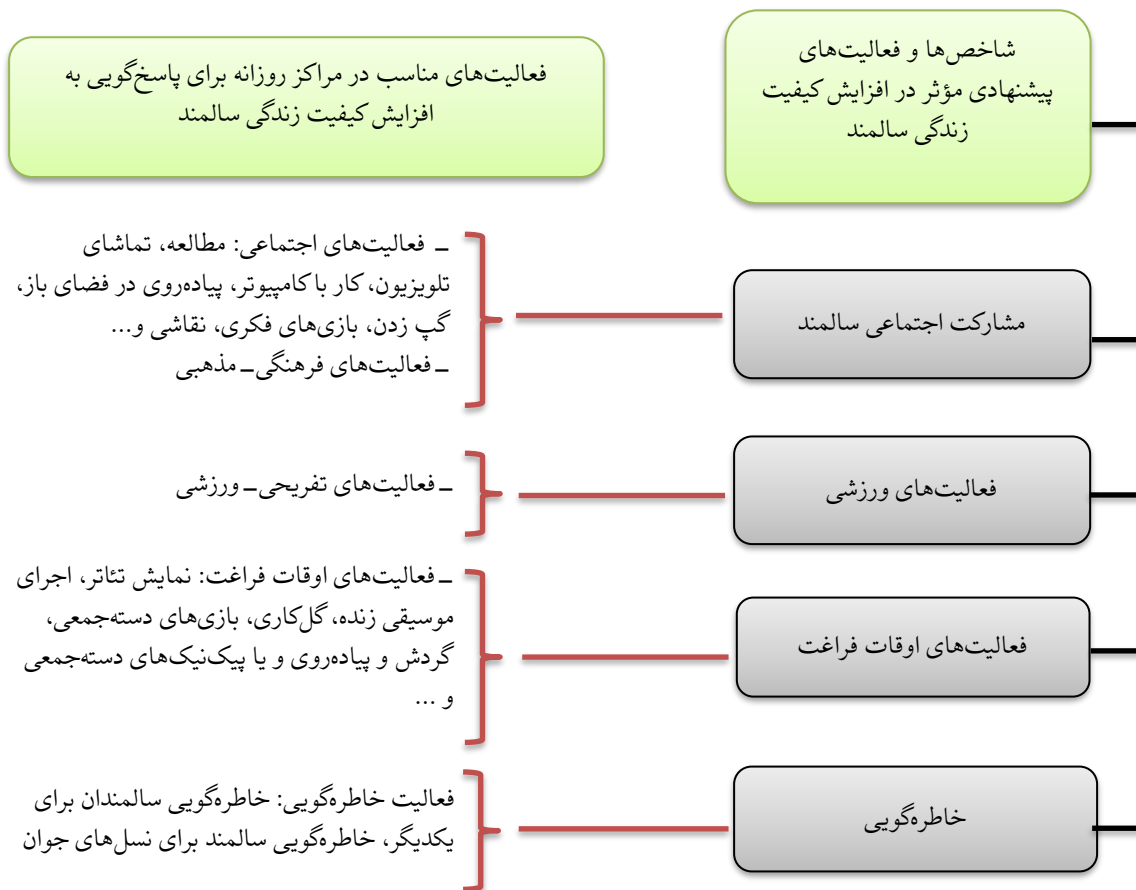 شاخص‌ها و فعالیت‌های
پیشنهادی مؤثر در افزایش کیفیت
زندگی سالمند
فعالیت‌های مناسب در مراکز روزانه برای پاسخ‌گویی به
افزایش کیفیت زندگی سالمند
مشارکت اجتماعی سالمند
ـ فعالیت‌های اجتماعی: مطالعه، تماشای
تلویزیون، کار با کامپیوتر، پیاده‌روی در فضای باز،
گپ زدن، بازی‌های فکری، نقاشی و...
ـ فعالیت‌های فرهنگی‌ـ مذهبی
فعالیت‌های ورزشی
ـ فعالیت‌های تفریحی‌ـ ورزشی
فعالیت‌های اوقات فراغت
ـ فعالیت‌های اوقات فراغت: نمایش تئاتر، اجرای
موسیقی زنده، گل‌کاری، بازی‌های دسته‌جمعی،
گردش و پیاده‌روی و یا پیک‌نیک‌های دسته‌جمعی
و ...
خاطره‌گویی
فعالیت خاطره‌گویی: خاطره‌گویی سالمندان برای
یکدیگر، خاطره‌گویی سالمند برای نسل‌های جوان